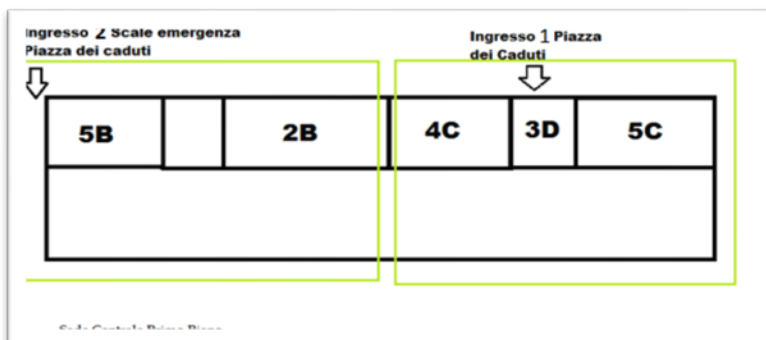 Ingresso 2 Scale emergenza
Piazza dei caduti
Ingresso 1 Piazza
dei Caduti
5B
2B
4C
3D
5C